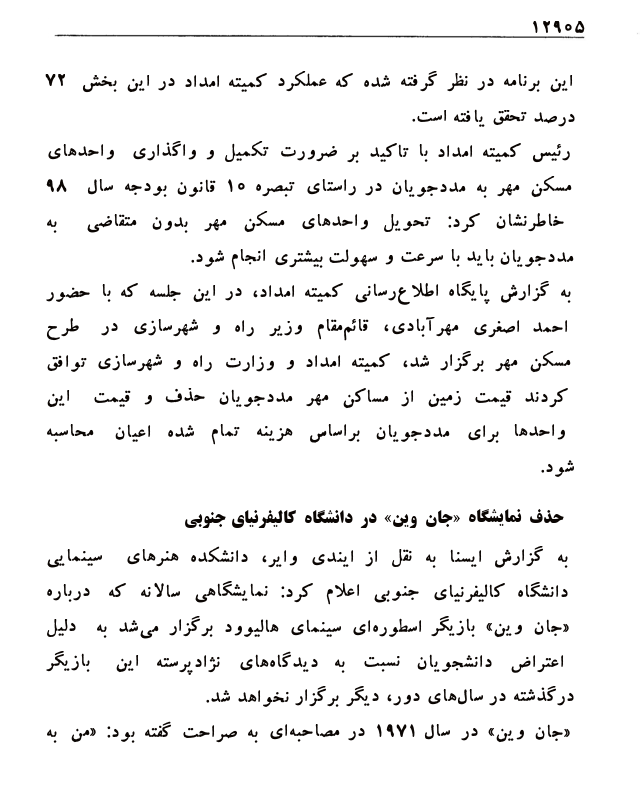 ۱۲۹۰۵
این برنامه در نظر گرفته شده که عملکرد کمیته امداد در این بخش ۷۲
درصد تحقق یافته است.
رئیس کمیته امداد با تاکید بر ضرورت تکمیل و واگذاری واحدهای
مسکن مهر به مددجویان در راستای تبصره ۱۰ قانون بودجه سال ۹۸
خاطرنشان کرد: تحویل واحدهای مسکن مهر بدون متقاضی به
مددجویان باید با سرعت و سهولت بیشتری انجام شود.
به گزارش پایگاه اطلاع‌رسانی کمیته امداد، در این جلسه که با حضور
احمد اصغری مهرآبادی، قائم‌مقام وزیر راه و شهرسازی در طرح
مسکن مهر برگزار شد، کمیته امداد و وزارت راه و شهرسازی توافق
کردند قیمت زمین از مساکن مهر مددجویان حذف و قیمت این
واحدها برای مددجویان براساس هزینه تمام شده اعیان محاسبه
شود.
حذف نمایشگاه «جان وین» در دانشگاه کالیفرنیای جنوبی
به گزارش ایسنا به نقل از ایندی وایر، دانشکده هنرهای سینمایی
دانشگاه کالیفرنیای جنوبی اعلام کرد: نمایشگاهی سالانه که درباره
«جان وین» بازیگر اسطوره‌ای سینمای هالیوود برگزار می‌شد به دلیل
اعتراض دانشجویان نسبت به دیدگاه‌های نژادپرسته این بازیگر
درگذشته در سال‌های دور، دیگر برگزار نخواهد شد.
«جان وین» در سال ۱۹۷۱ در مصاحبه‌ای به صراحت گفته بود: «من به